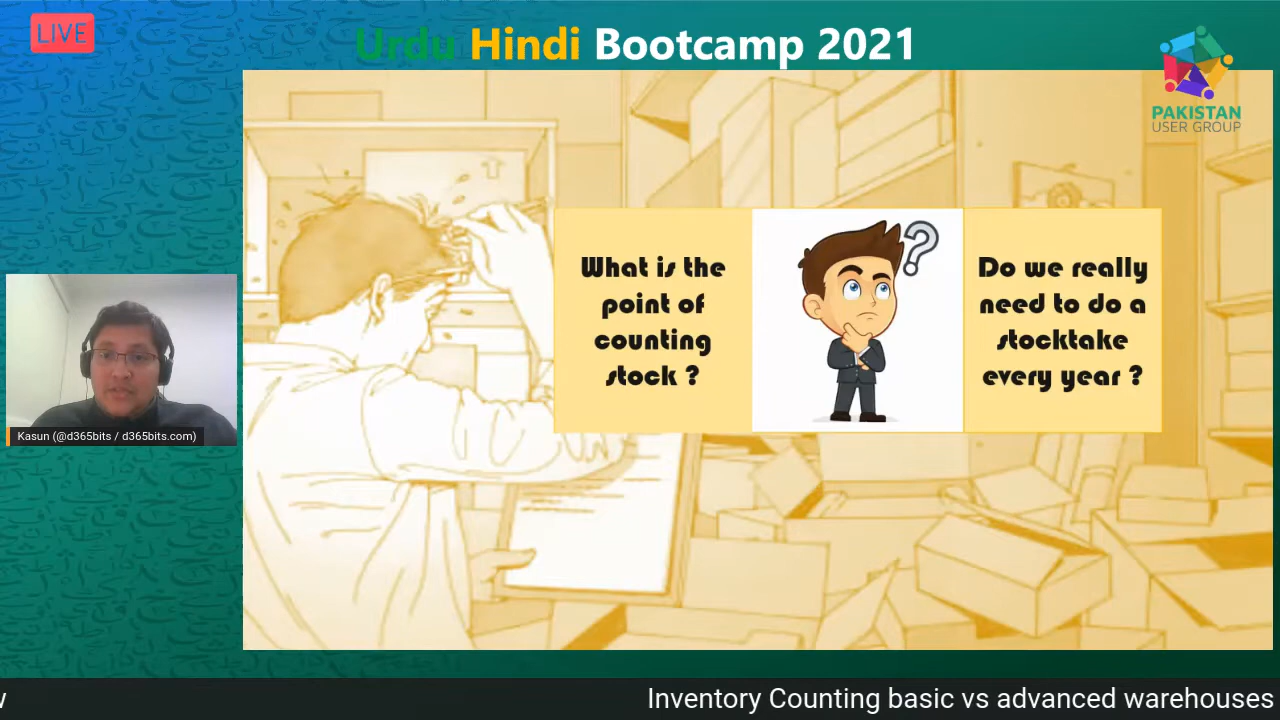 LIVE
Urdu Hindi Bootcamp 2021
PAKISTAN
USER GROUP
What is the
point of
counting
stock ?
Do we really
need to do a
stocktake
every year ?
Kasun (@d365bits / d365bits.com)
Inventory Counting basic vs advanced warehouses